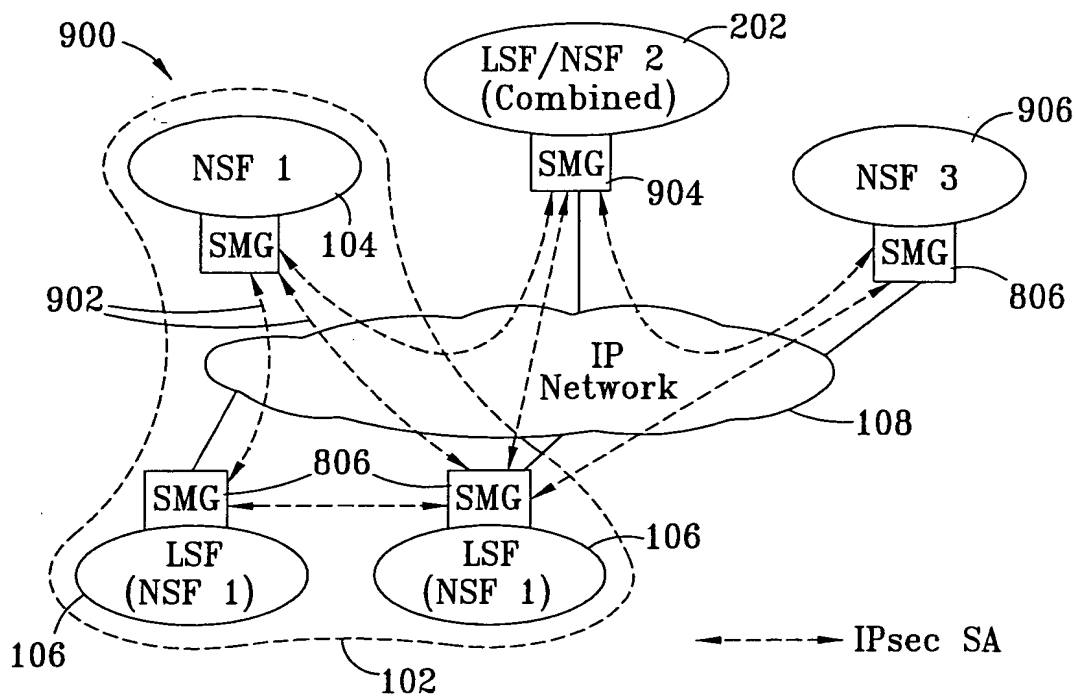 900
202
LSF/NSF 2
(Combined)
906
NSF 1
SMG
904
NSF 3
SMG
104
SMG
806
902
IP
Network
108
806
SMG
SMG
106
LSF
(NSF 1)
LSF
(NSF 1)
106
102
IPsec SA